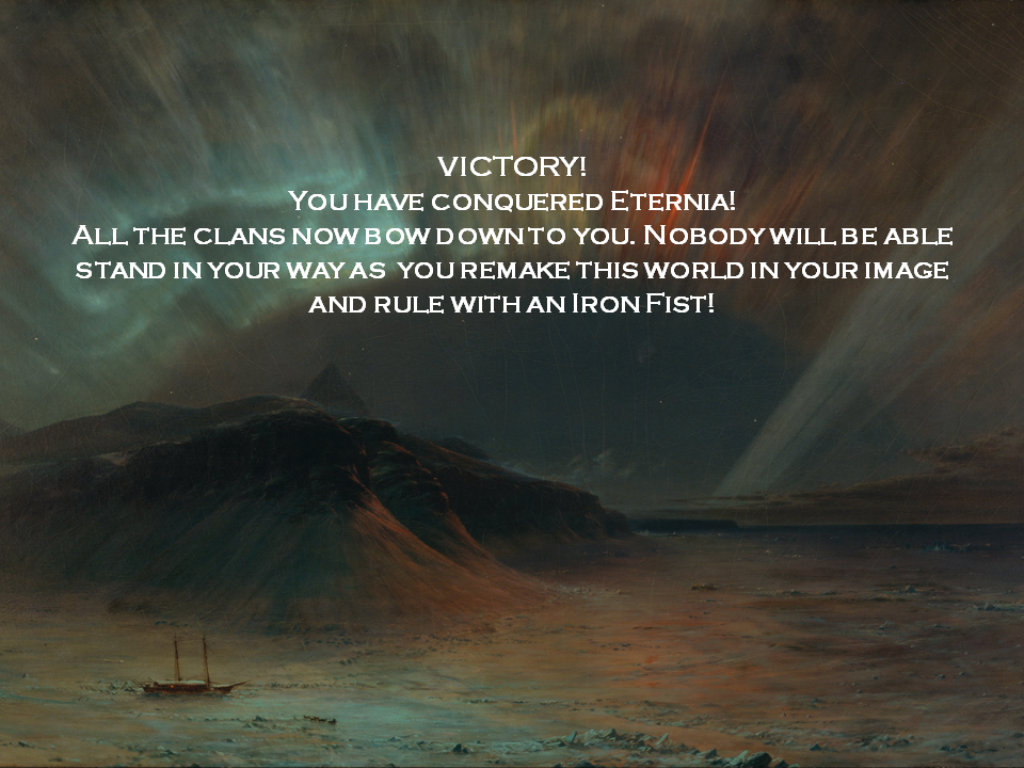 VICTORY!
You have conquered Eternia!
All the clans now bow down to you. Nobody will be able
stand in your way as you remake this world in your image
and rule with an Iron Fist!